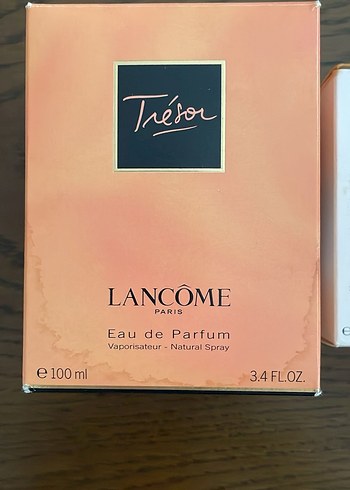 Trésor
LANCÔME
PARIS
Eau de Parfum
Vaporisateur - Natural Spray
℮ 100 ml 3.4 FL.OZ.
℮